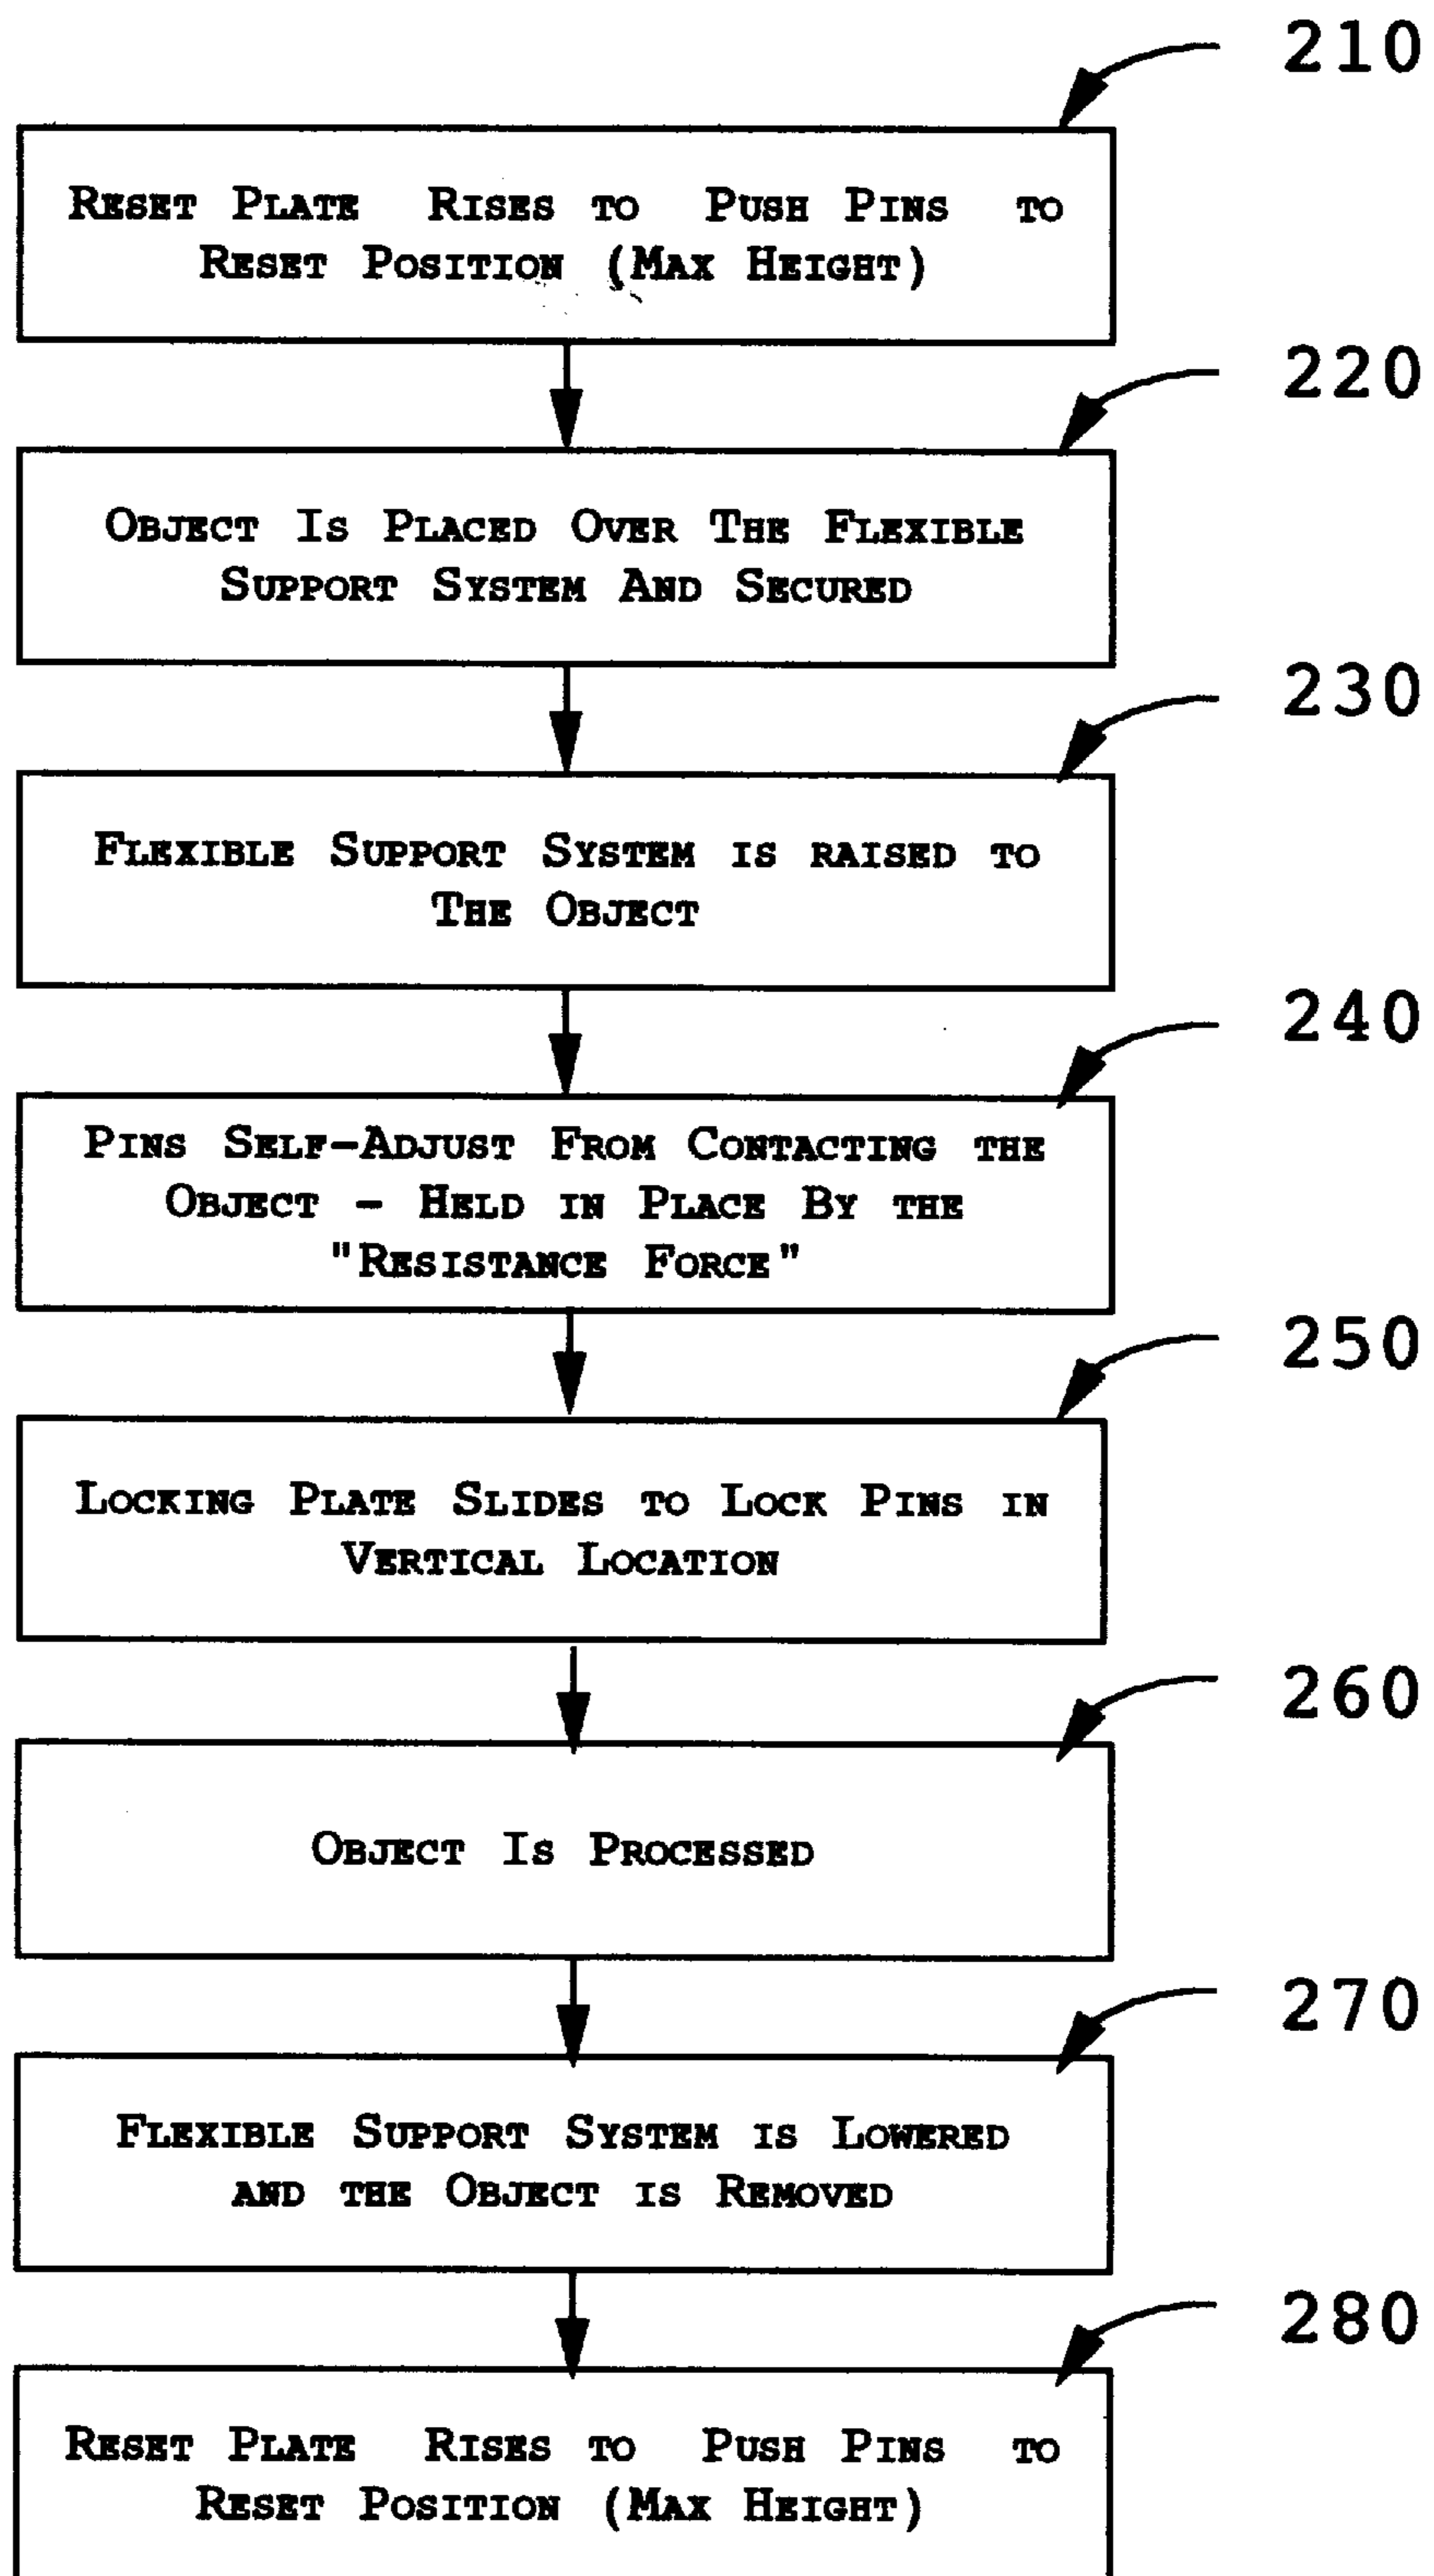 210
RESET PLATE RISES TO PUSH PINS TO
RESET POSITION (MAX HEIGHT)
220
OBJECT IS PLACED OVER THE FLEXIBLE
SUPPORT SYSTEM AND SECURED
230
FLEXIBLE SUPPORT SYSTEM IS RAISED TO
THE OBJECT
240
PINS SELF-ADJUST FROM CONTACTING THE
OBJECT - HELD IN PLACE BY THE
"RESISTANCE FORCE"
250
LOCKING PLATE SLIDES TO LOCK PINS IN
VERTICAL LOCATION
260
OBJECT IS PROCESSED
270
FLEXIBLE SUPPORT SYSTEM IS LOWERED
AND THE OBJECT IS REMOVED
280
RESET PLATE RISES TO PUSH PINS TO
RESET POSITION (MAX HEIGHT)